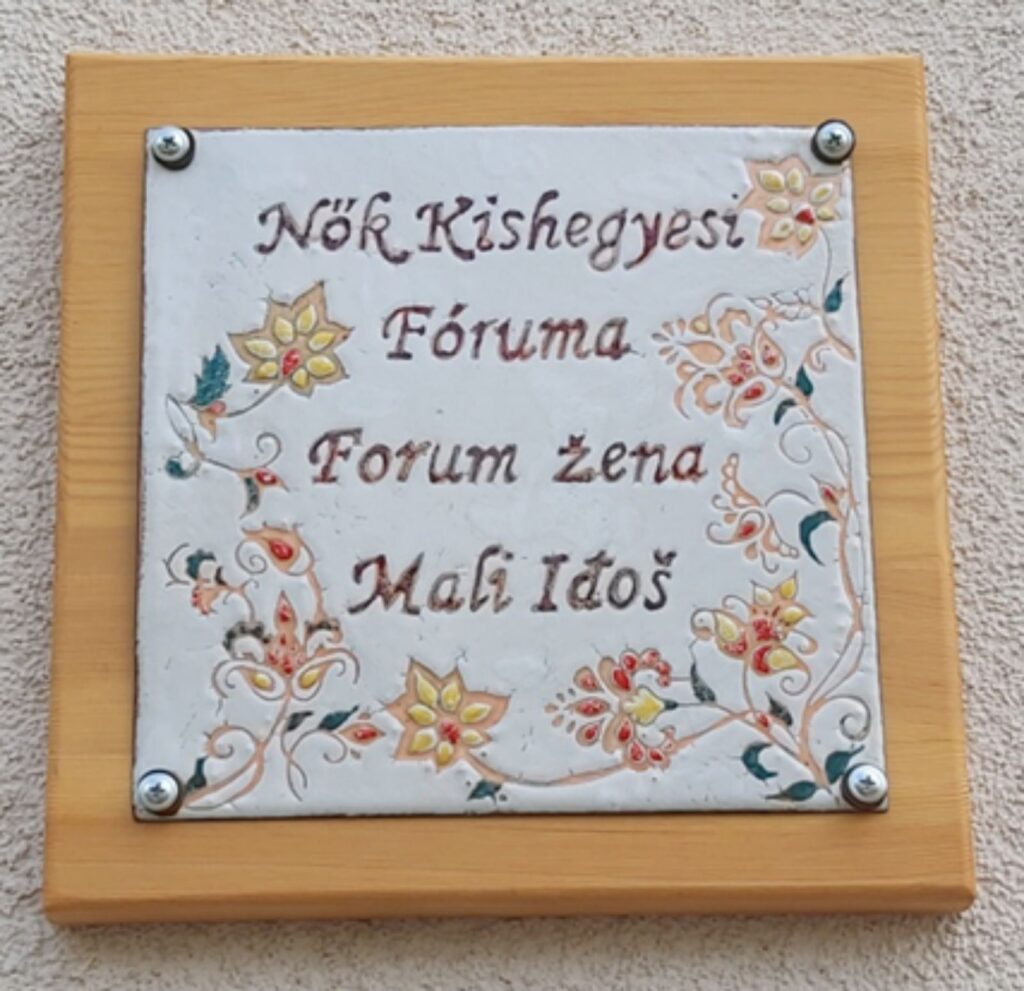 Nők Kishegyesi
Fóruma
Forum žena
Mali Iđoš